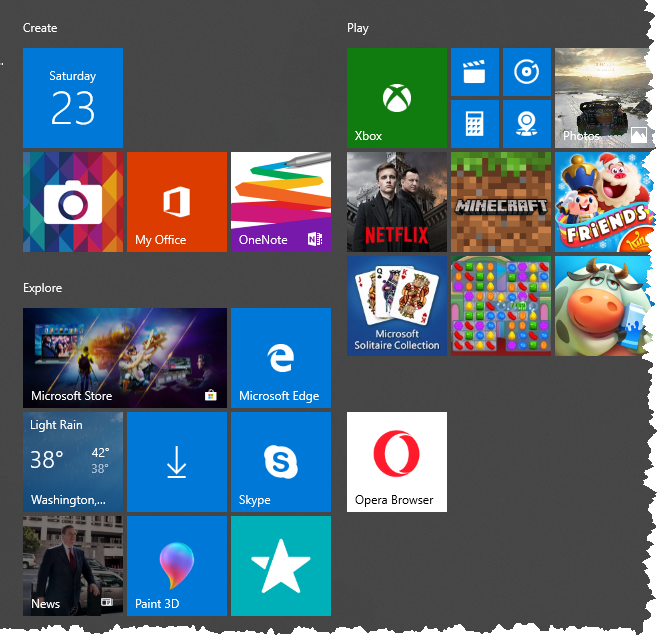 Create
Saturday
23
My Office
OneNote
N
Explore
Microsoft Store
Microsoft Edge
Light Rain
38°
42°
38°
Washington,...
Skype
News
Paint 3D
Play
Xbox
Photos
NETFLIX
MINECRAFT
FRIENDS
King
Q
K
Microsoft
Solitaire Collection
Opera Browser